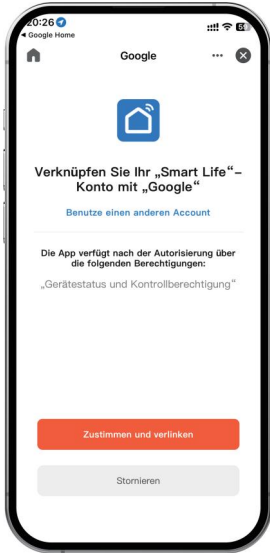 20:26
Google Home
Google
Verknüpfen Sie Ihr „Smart Life“–
Konto mit „Google“
Benutze einen anderen Account
Die App verfügt nach der Autorisierung über
die folgenden Berechtigungen:
„Gerätestatus und Kontrollberechtigung“
Zustimmen und verlinken
Stornieren